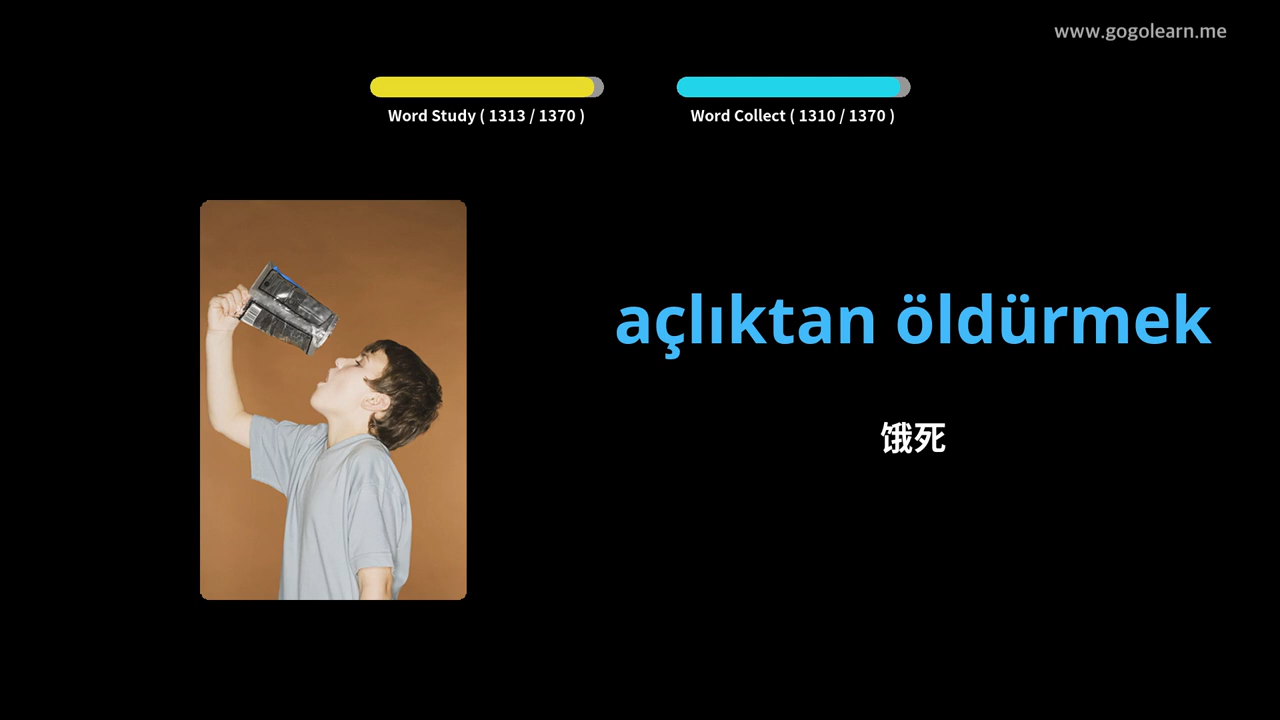 www.gogolearn.me
Word Study ( 1313 / 1370 )
Word Collect ( 1310 / 1370 )
açlıktan öldürmek
饿死